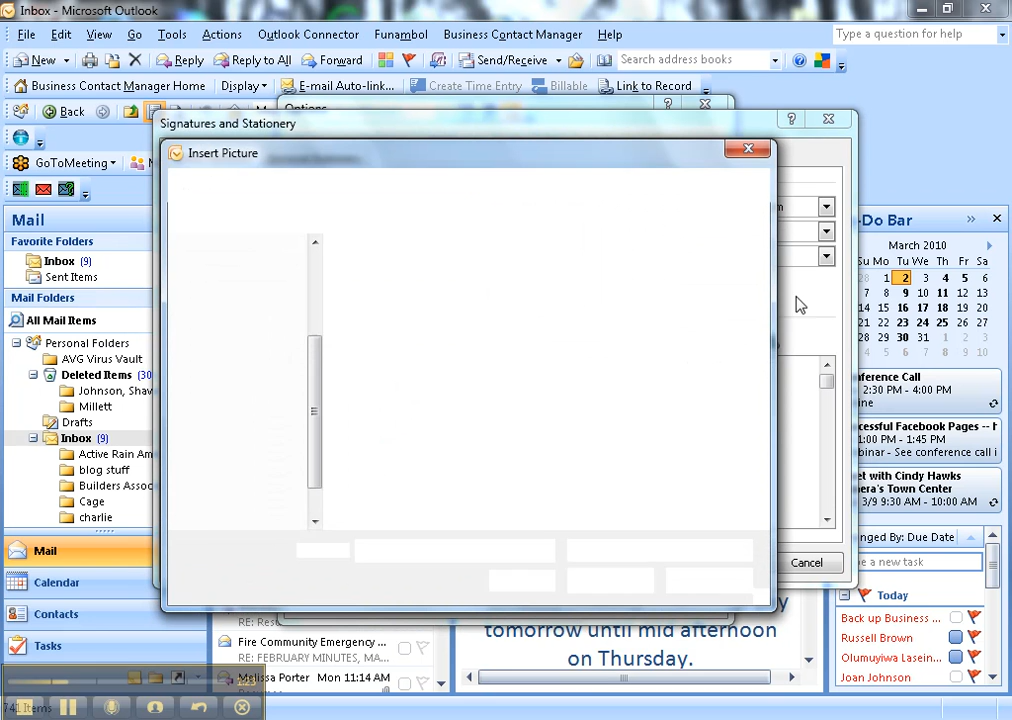 Inbox - Microsoft Outlook
File Edit View Go Tools Actions Outlook Connector Funambol Business Contact Manager Help
Type a question for help
New Reply Reply to All Forward Send/Receive Search address books
Business Contact Manager Home Display E-mail Auto-link... Create Time Entry Billable Link to Record
Back
Options
Signatures and Stationery
GoToMeeting
Insert Picture
Mail
-Do Bar
Favorite Folders
Inbox (9)
Sent Items
March 2010
Su Mo Tu We Th Fr Sa
28 1 2 3 4 5 6
7 8 9 10 11 12 13
14 15 16 17 18 19 20
21 22 23 24 25 26 27
28 29 30 31 1 2 3
4 5 6 7 8 9 10
Mail Folders
All Mail Items
Personal Folders
AVG Virus Vault
Deleted Items (30
Johnson, Shav
Millett
Drafts
Inbox (9)
Active Rain Am
blog stuff
Builders Assoc
Cage
charlie
ference Call
2:30 PM - 4:00 PM
ine
cessful Facebook Pages --
1:00 PM - 1:45 PM
binar - See conference call i
et with Cindy Hawks
nera's Town Center
3/9 9:30 AM - 10:00 AM
nged By: Due Date
e a new task
Today
Back up Business ...
Russell Brown
Olumuyiwa Lasein...
Joan Johnson
Cancel
Mail
Calendar
Contacts
Tasks
RE: Res
Fire Community Emergency ...
RE: FEBRUARY MINUTES, MA...
Melissa Porter Mon 11:14 AM
tomorrow until mid afternoon
on Thursday.
741 Items